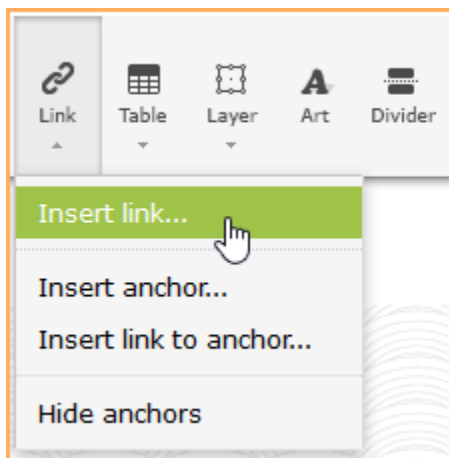 Link Table Layer Art Divider
Insert link...
Insert anchor...
Insert link to anchor...
Hide anchors